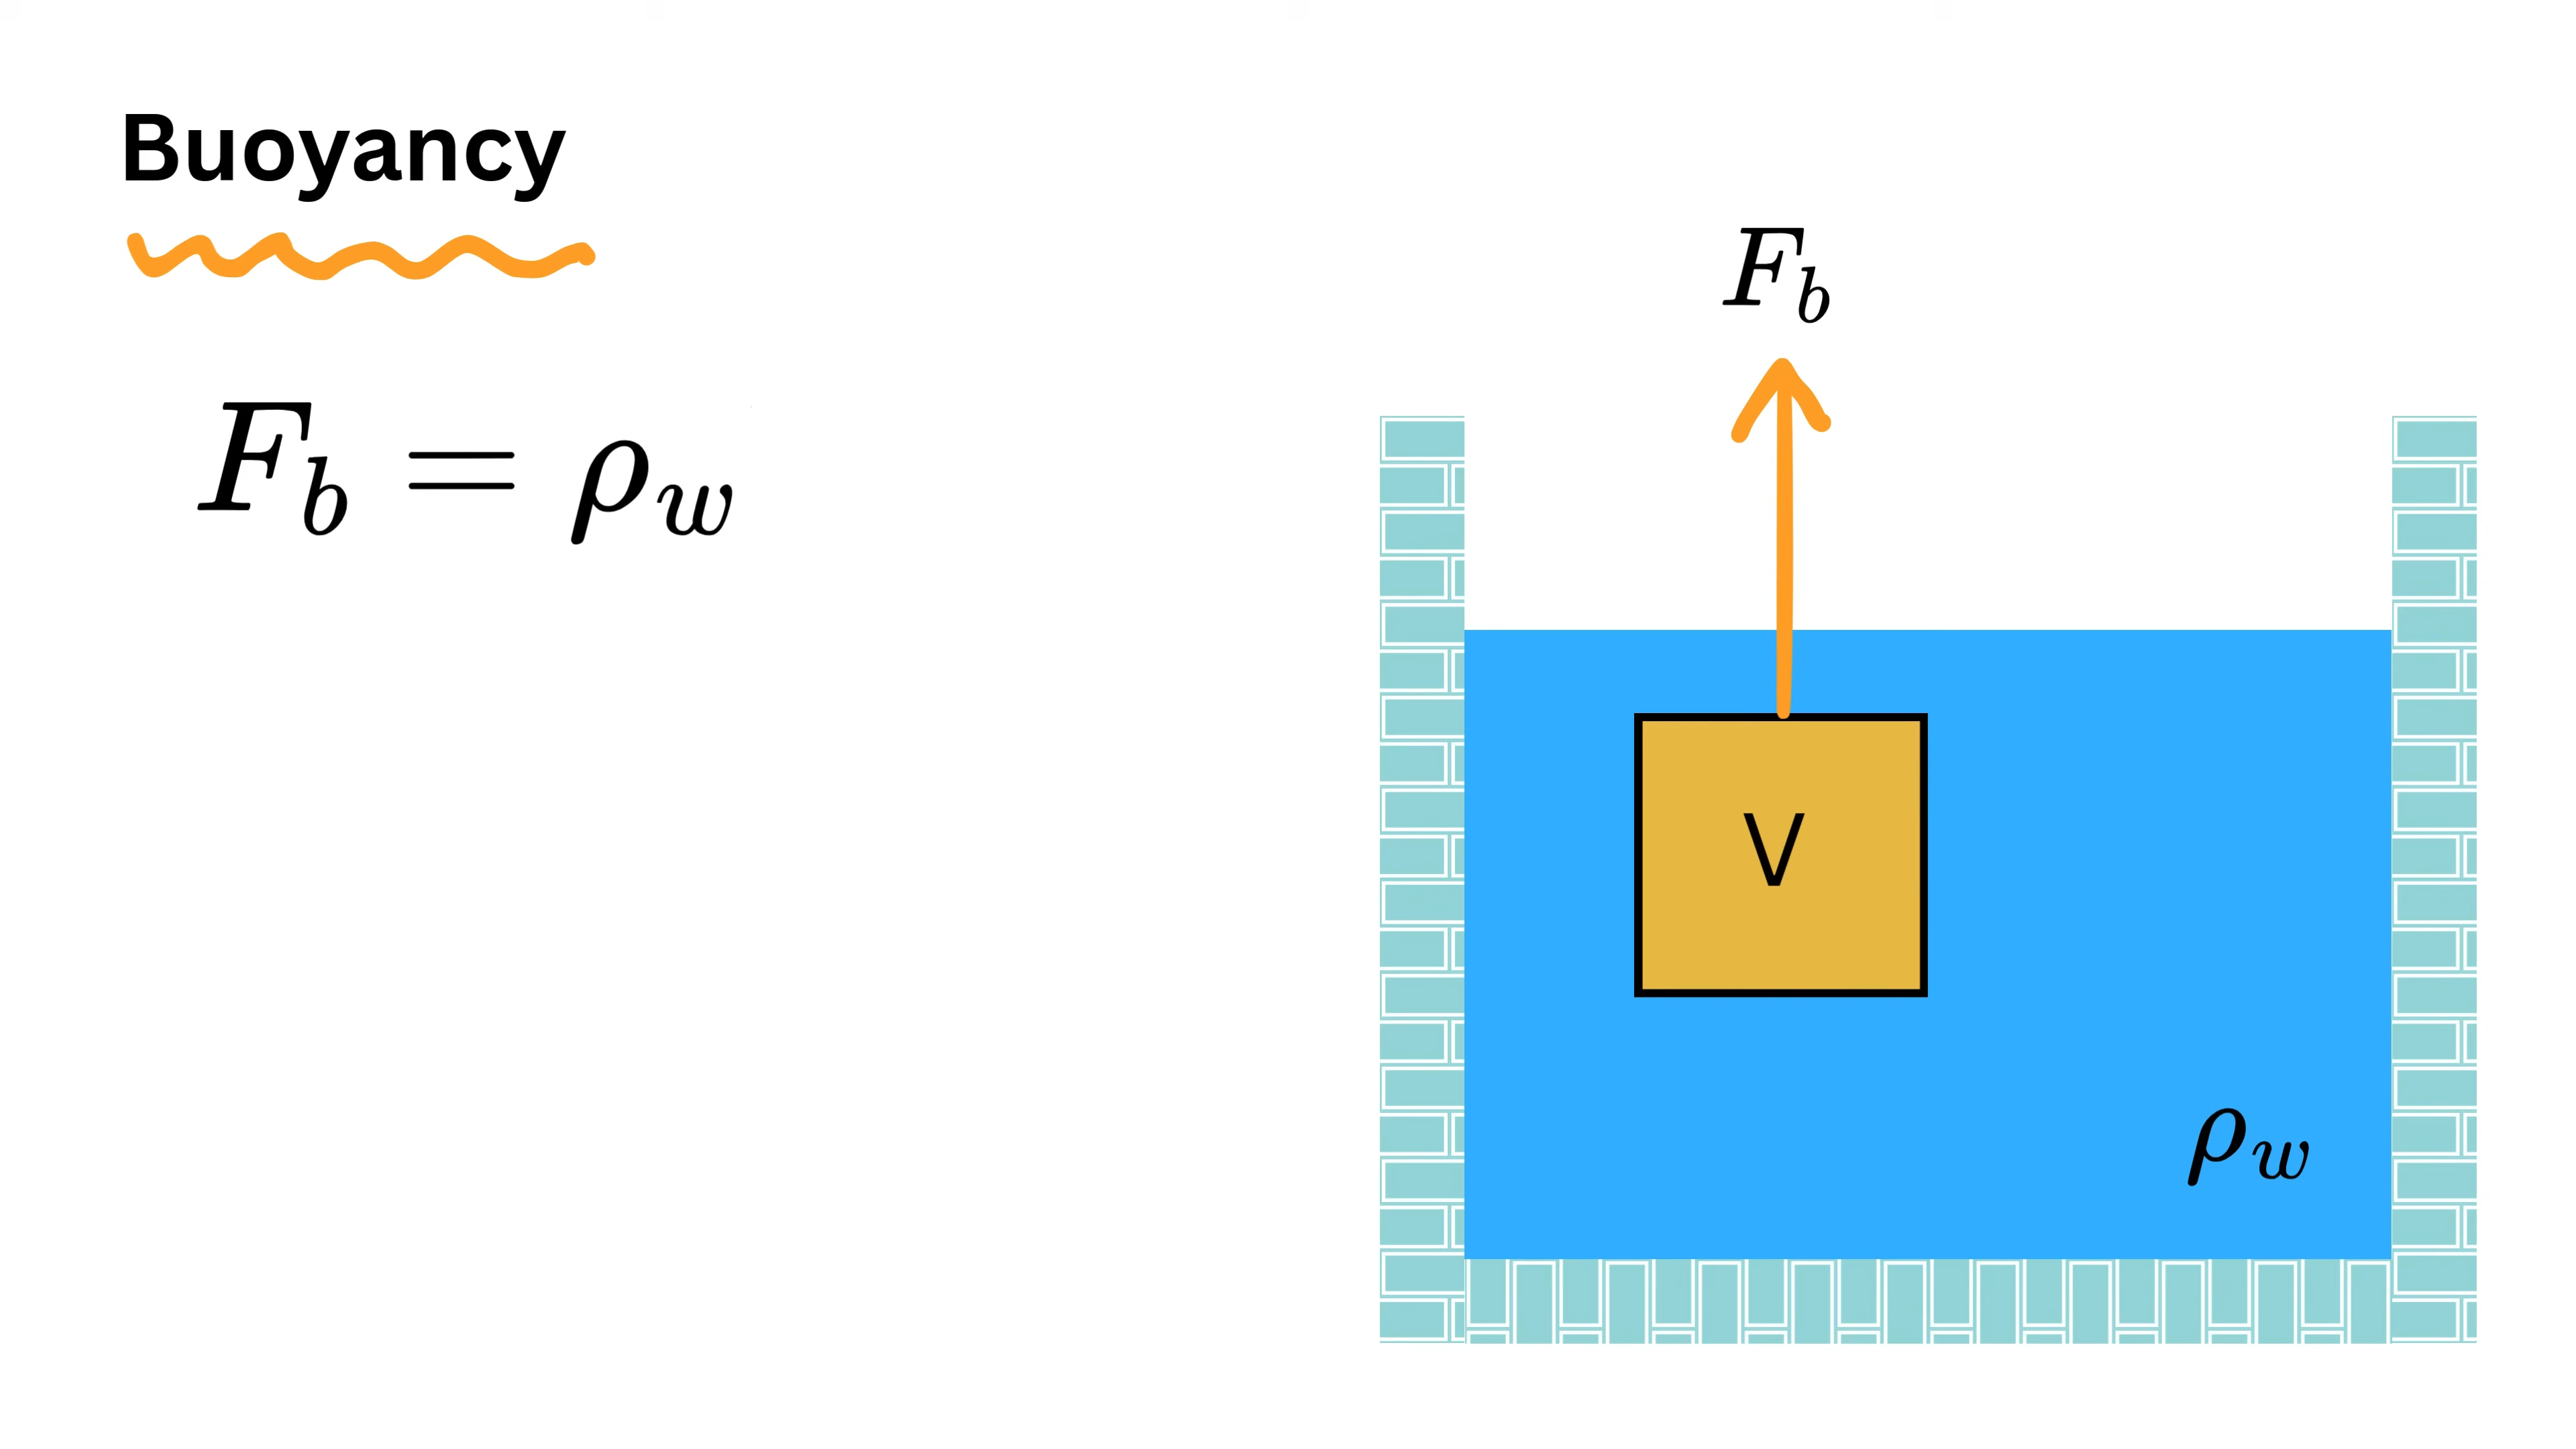 Buoyancy
F_b = ρ_w
F_b
V
ρ_w